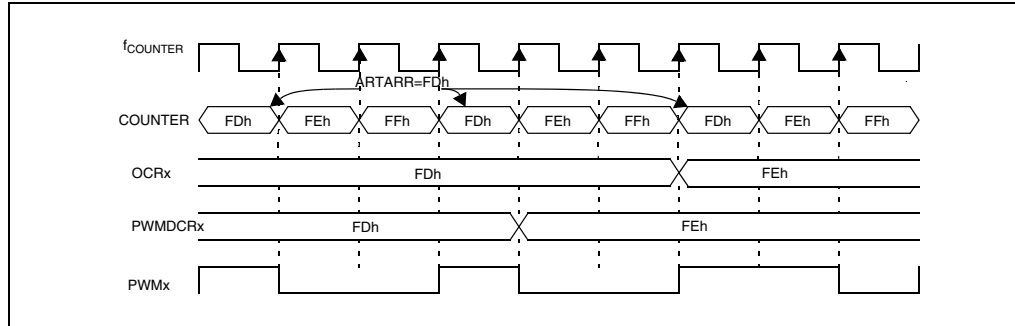 fCOUNTER
ARTARR=FDh
COUNTER FDh FEh FFh FDh FEh FFh FDh FEh FFh
OCRx FDh FEh
PWMDCRx FDh FEh
PWMx